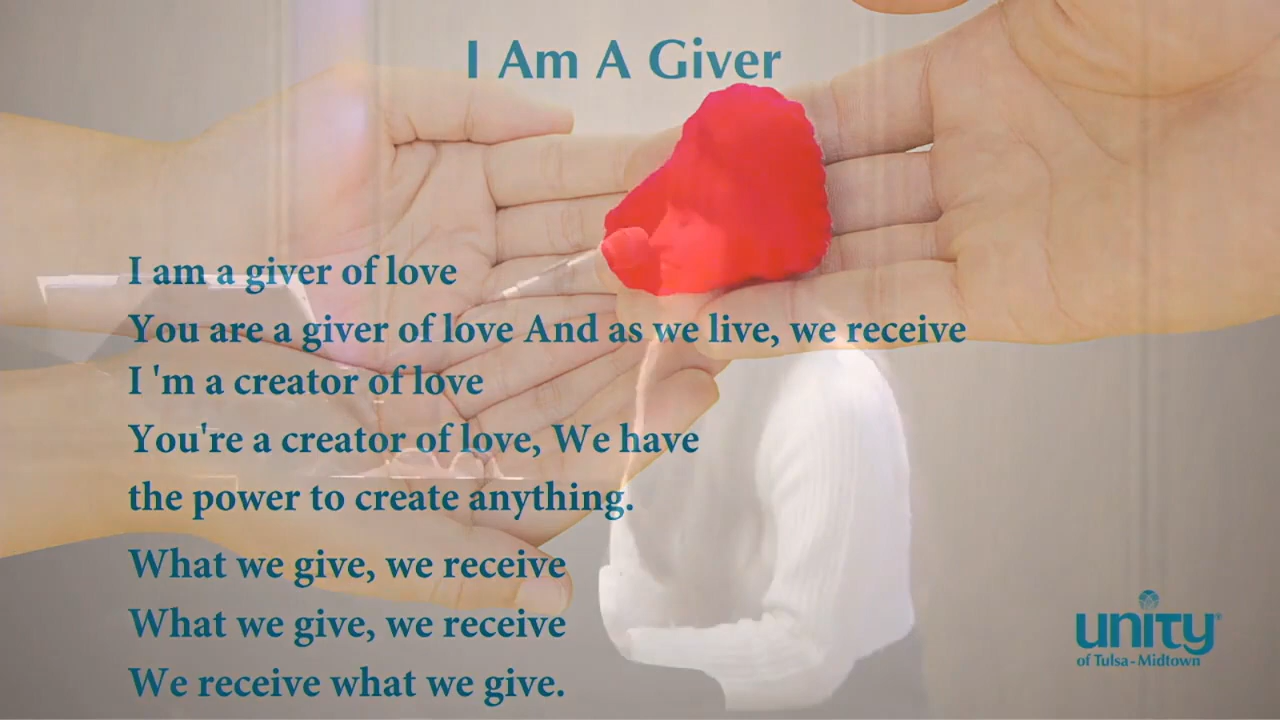 I Am A Giver
I am a giver of love
You are a giver of love And as we live, we receive
I 'm a creator of love
You're a creator of love, We have
the power to create anything.
What we give, we receive
What we give, we receive
We receive what we give.
unity®
of Tulsa-Midtown